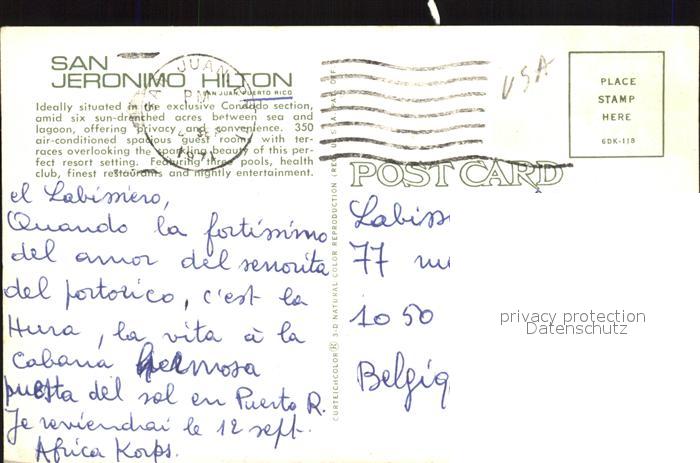 SAN
JERONIMO HILTON
SAN JUAN, PUERTO RICO
Ideally situated in the exclusive Condado section,
amid six sun-drenched acres between sea and
lagoon, offering privacy and convenience. 350
air-conditioned spacious guest rooms with ter-
races overlooking the sparkling beauty of this per-
fect resort setting. Featuring three pools, health
club, finest restaurants and nightly entertainment.
SAN JUAN
PM
USA
PLACE
STAMP
HERE
6DK-118
POST CARD
el Labissero,
Quando la fortissimo
del amor del senorita
del portorico, c'est la
Hura, la vita à la
cabana hermosa
puesta del sol en Puerto R.
Je reviendrai le 12 sept.
Africa Korps.
CURTEICHCOLOR 3-D NATURAL COLOR REPRODUCTION
Labiss
77
1050
Belgiq
privacy protection
Datenschutz